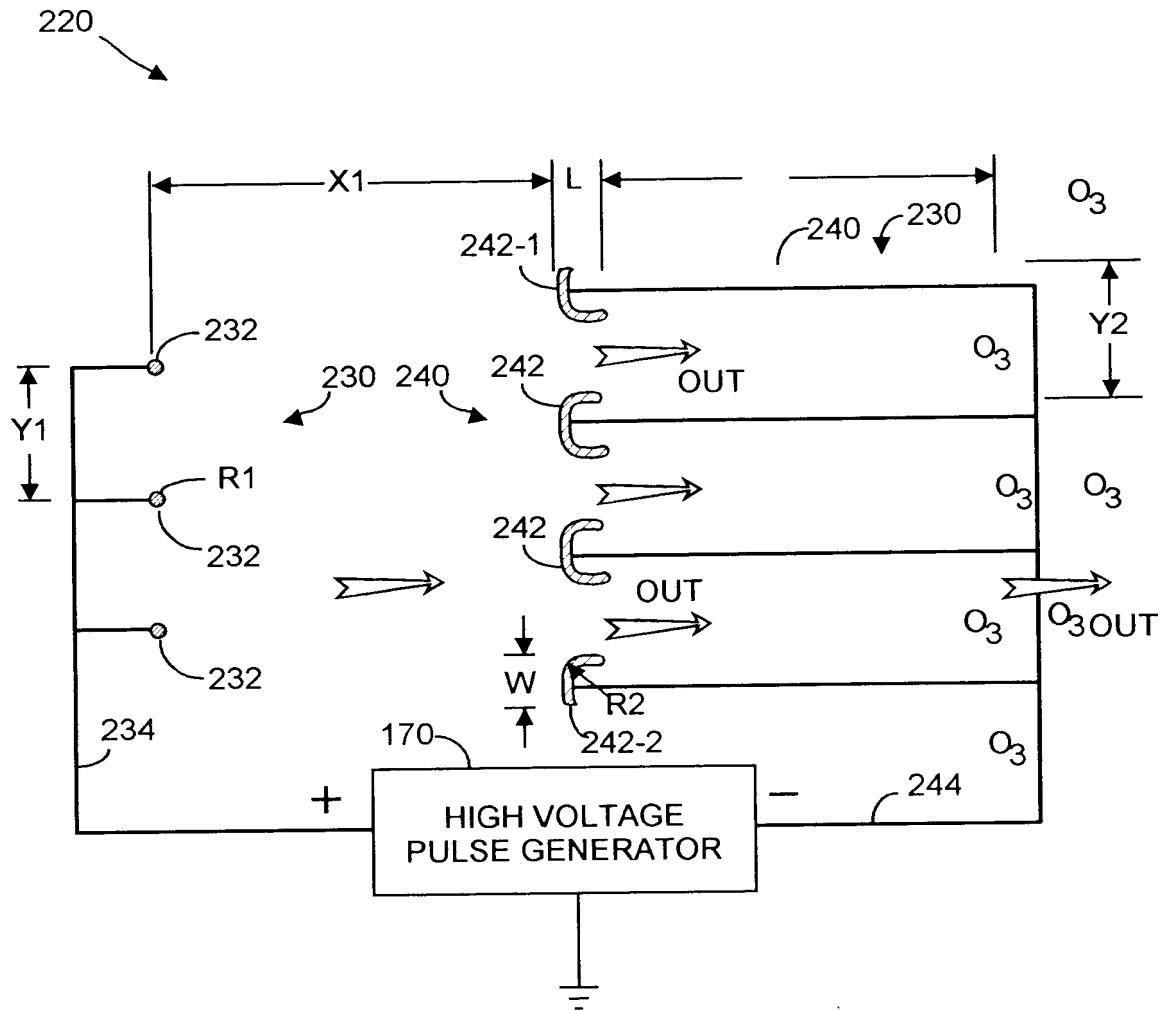 220
X1
L
O3
240
230
242-1
232
Y2
O3
OUT
242
230
240
Y1
R1
O3
O3
232
242
OUT
O3
O3 OUT
232
W
R2
234
242-2
O3
170
+
−
244
HIGH VOLTAGE
PULSE GENERATOR